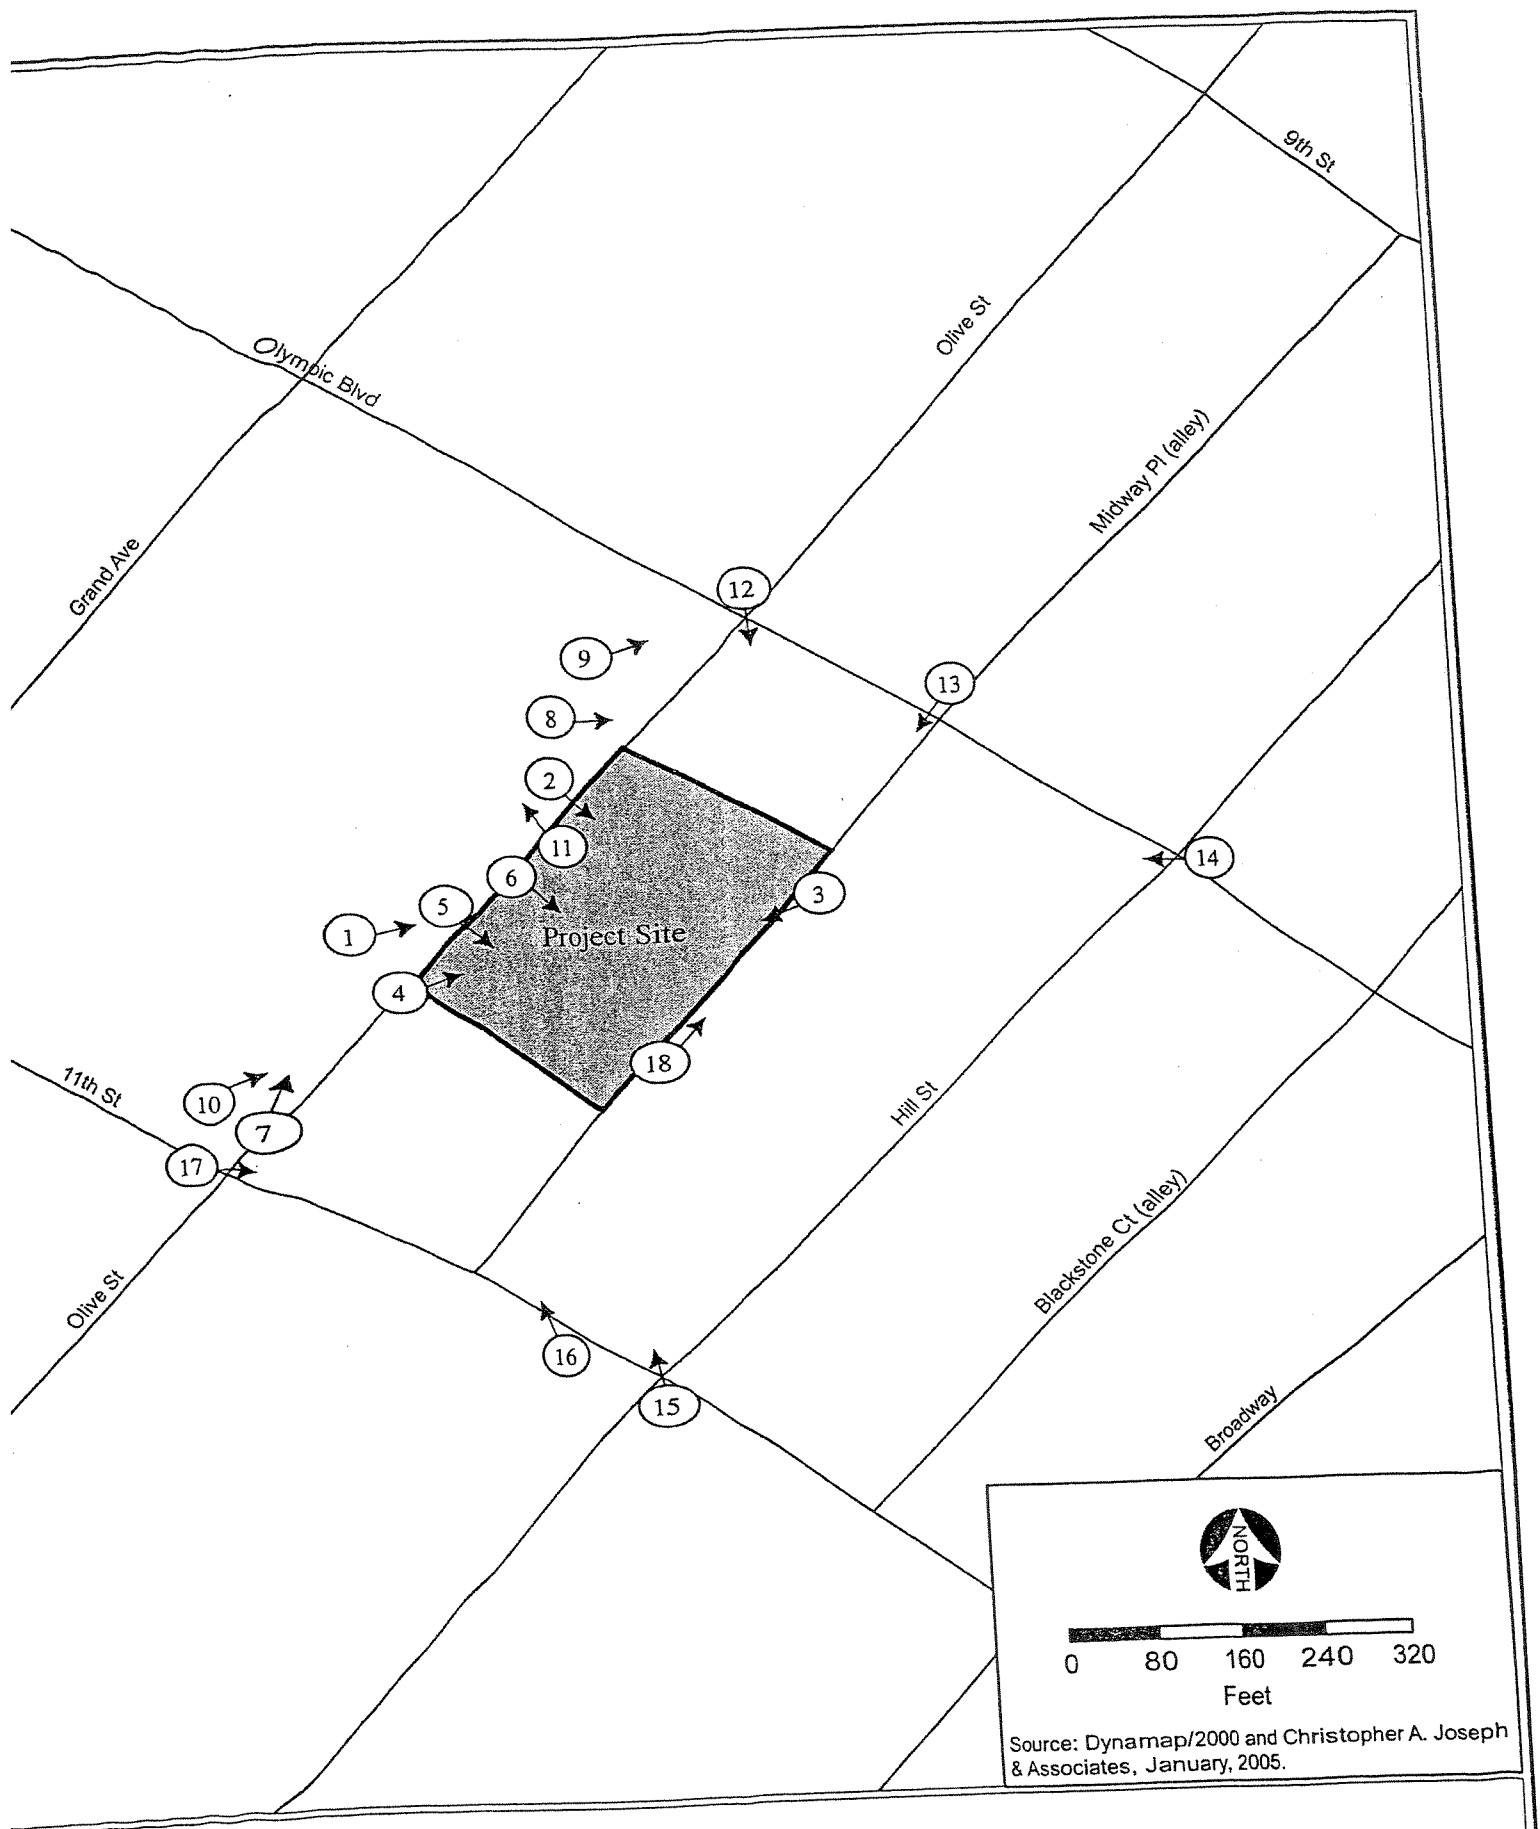 9th St
Olive St
Olympic Blvd
Midway Pl (alley)
Grand Ave
12
9
13
8
2
11
14
6
3
5
1
Project Site
4
18
11th St
10
7
Hill St
17
Blackstone Ct (alley)
Olive St
16
15
Broadway
NORTH
0 80 160 240 320
Feet
Source: Dynamap/2000 and Christopher A. Joseph
& Associates, January, 2005.